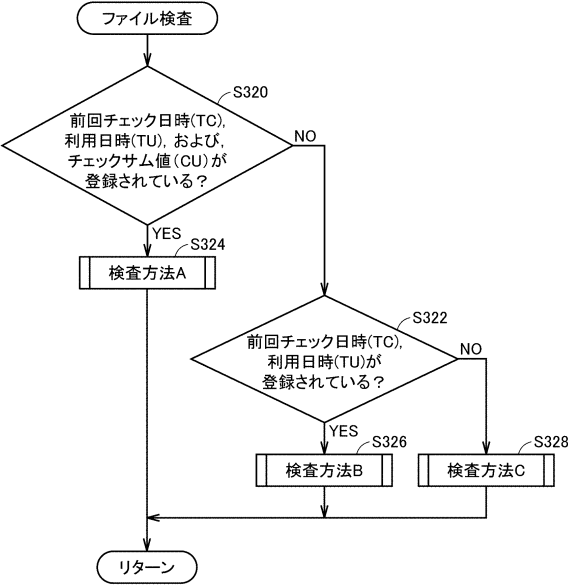 ファイル検査
S320
前回チェック日時(TC),
利用日時(TU), および,
チェックサム値(CU)が
登録されている？
NO
YES
S324
検査方法A
S322
前回チェック日時(TC),
利用日時(TU)が
登録されている？
NO
YES
S326
検査方法B
S328
検査方法C
リターン